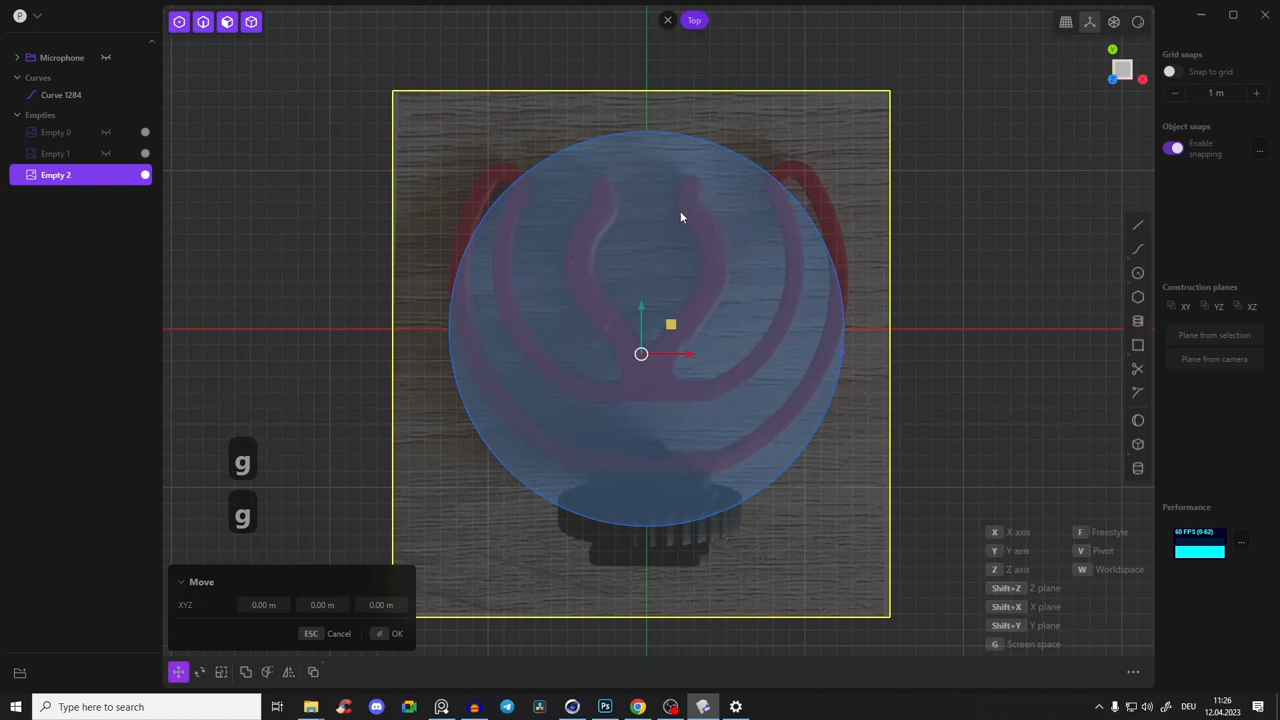 P
Top
Microphone
Curves
Curve 1284
Empties
Empty 0
Empty 1
Empty 2
Y
Z
X
Grid snaps
Snap to grid
1 m
Object snaps
Enable
snapping
...
Construction planes
XY
YZ
XZ
Plane from selection
Plane from camera
Performance
60 FPS (0-62)
...
g
g
X X axis
F Freestyle
Y Y axis
V Pivot
Z Z axis
W Worldspace
Shift+Z Z plane
Shift+X X plane
Shift+Y Y plane
G Screen space
Move
XYZ 0.00 m 0.00 m 0.00 m
ESC Cancel
OK
Type here to search
Ps
DEU
11:26
12.04.2023